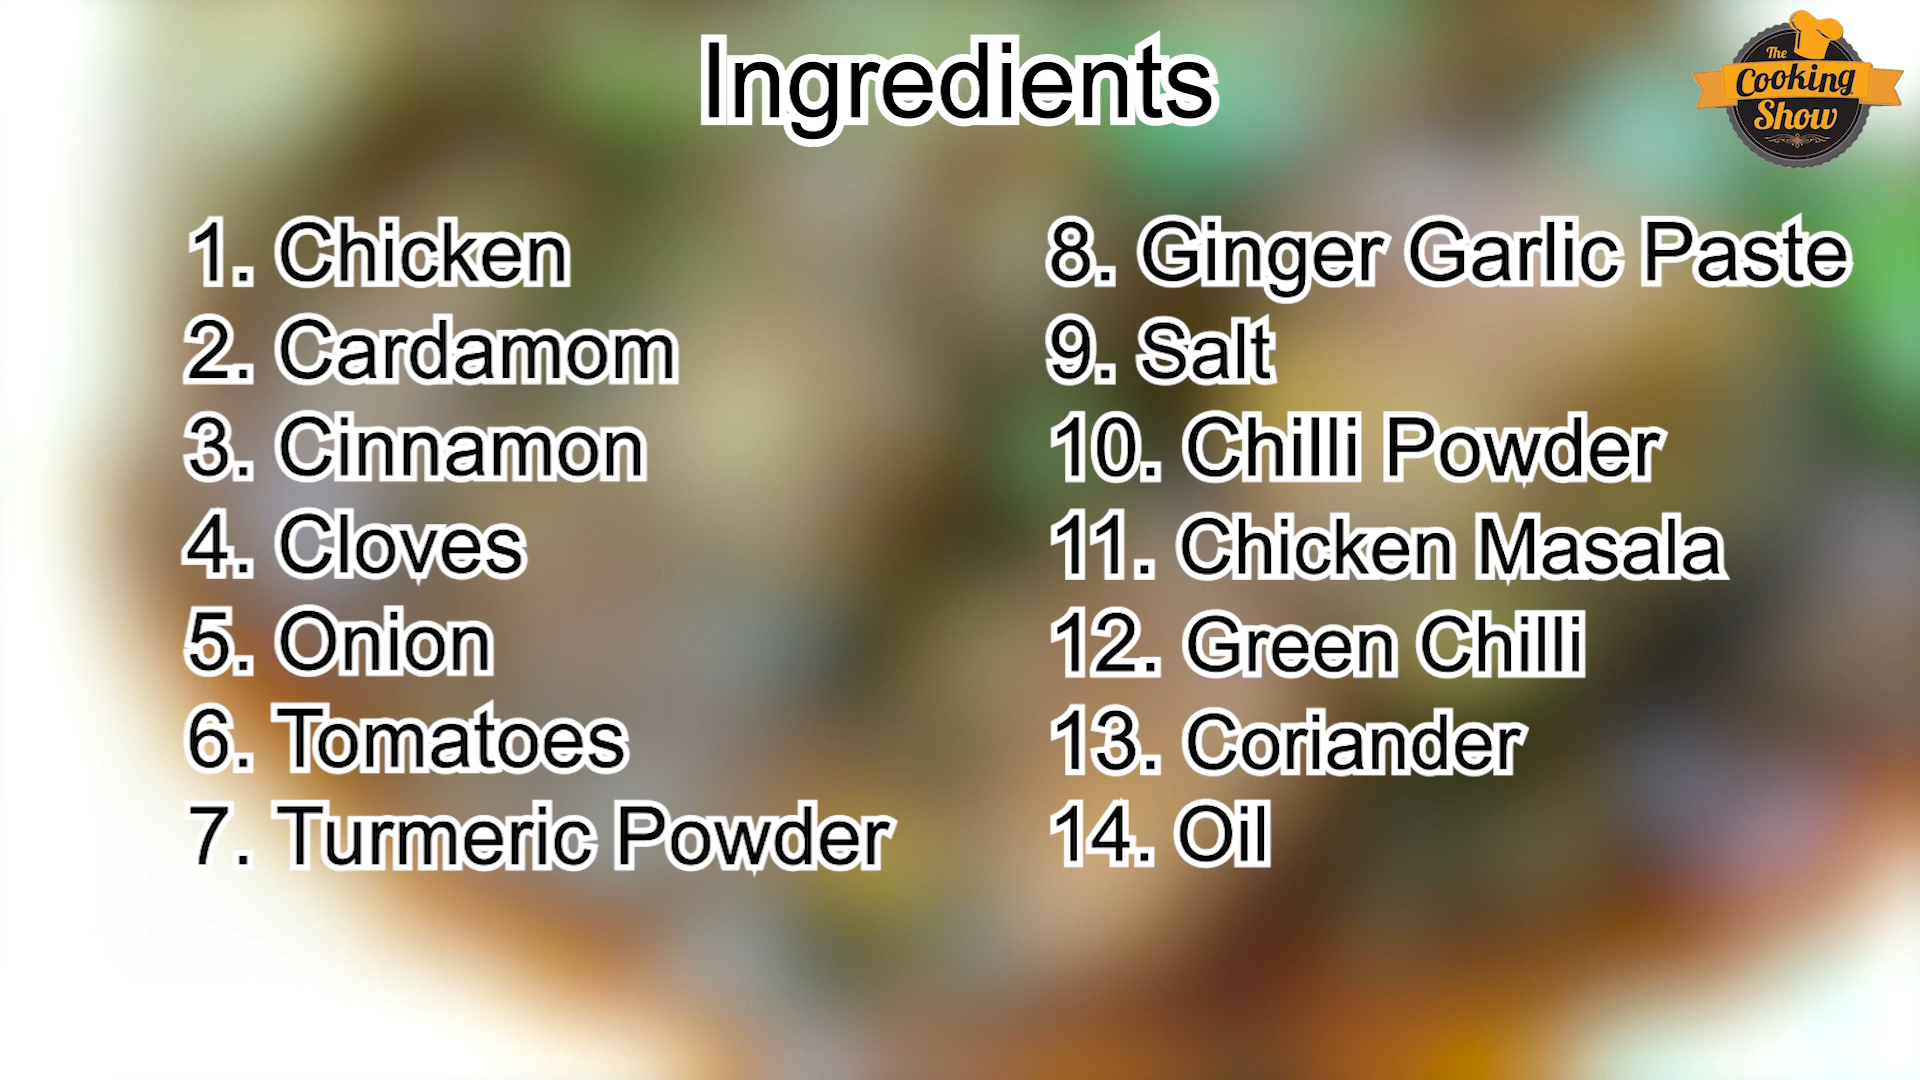 Ingredients
The
Cooking
Show
1. Chicken
2. Cardamom
3. Cinnamon
4. Cloves
5. Onion
6. Tomatoes
7. Turmeric Powder
8. Ginger Garlic Paste
9. Salt
10. Chilli Powder
11. Chicken Masala
12. Green Chilli
13. Coriander
14. Oil